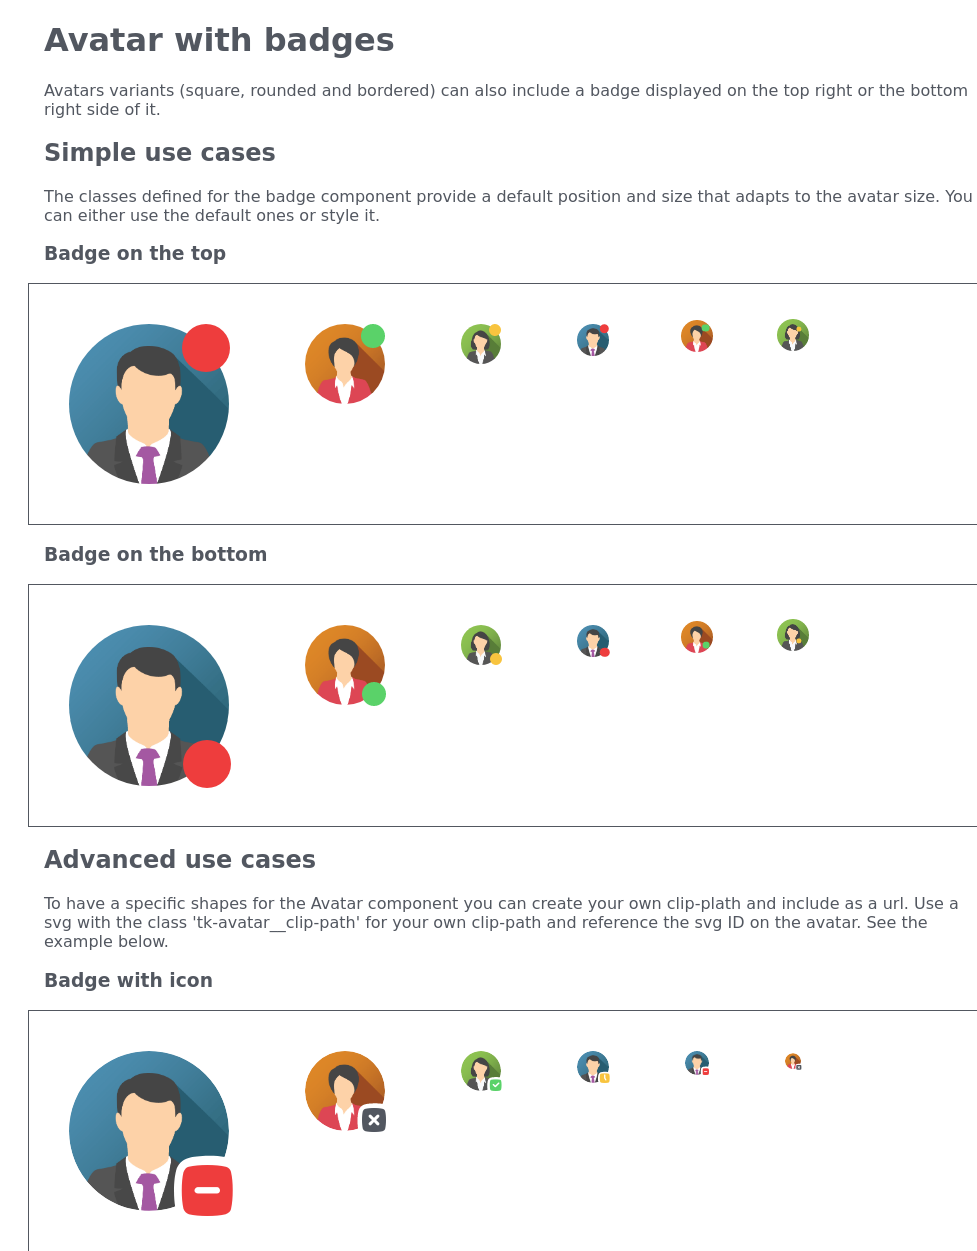 Avatar with badges
Avatars variants (square, rounded and bordered) can also include a badge displayed on the top right or the bottom
right side of it.
Simple use cases
The classes defined for the badge component provide a default position and size that adapts to the avatar size. You
can either use the default ones or style it.
Badge on the top
Badge on the bottom
Advanced use cases
To have a specific shapes for the Avatar component you can create your own clip-plath and include as a url. Use a
svg with the class 'tk-avatar__clip-path' for your own clip-path and reference the svg ID on the avatar. See the
example below.
Badge with icon